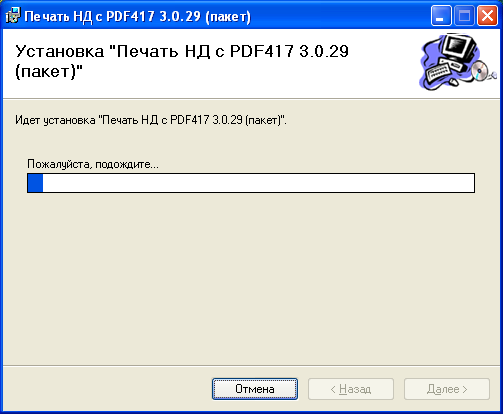 Печать НД с PDF417 3.0.29 (пакет)
Установка "Печать НД с PDF417 3.0.29
(пакет)"
Идет установка "Печать НД с PDF417 3.0.29 (пакет)".
Пожалуйста, подождите...
Отмена
< Назад
Далее >